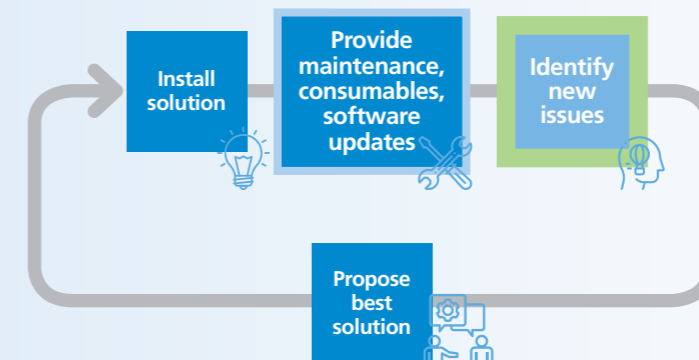 Install
solution
Provide
maintenance,
consumables,
software
updates
Identify
new
issues
Propose
best
solution